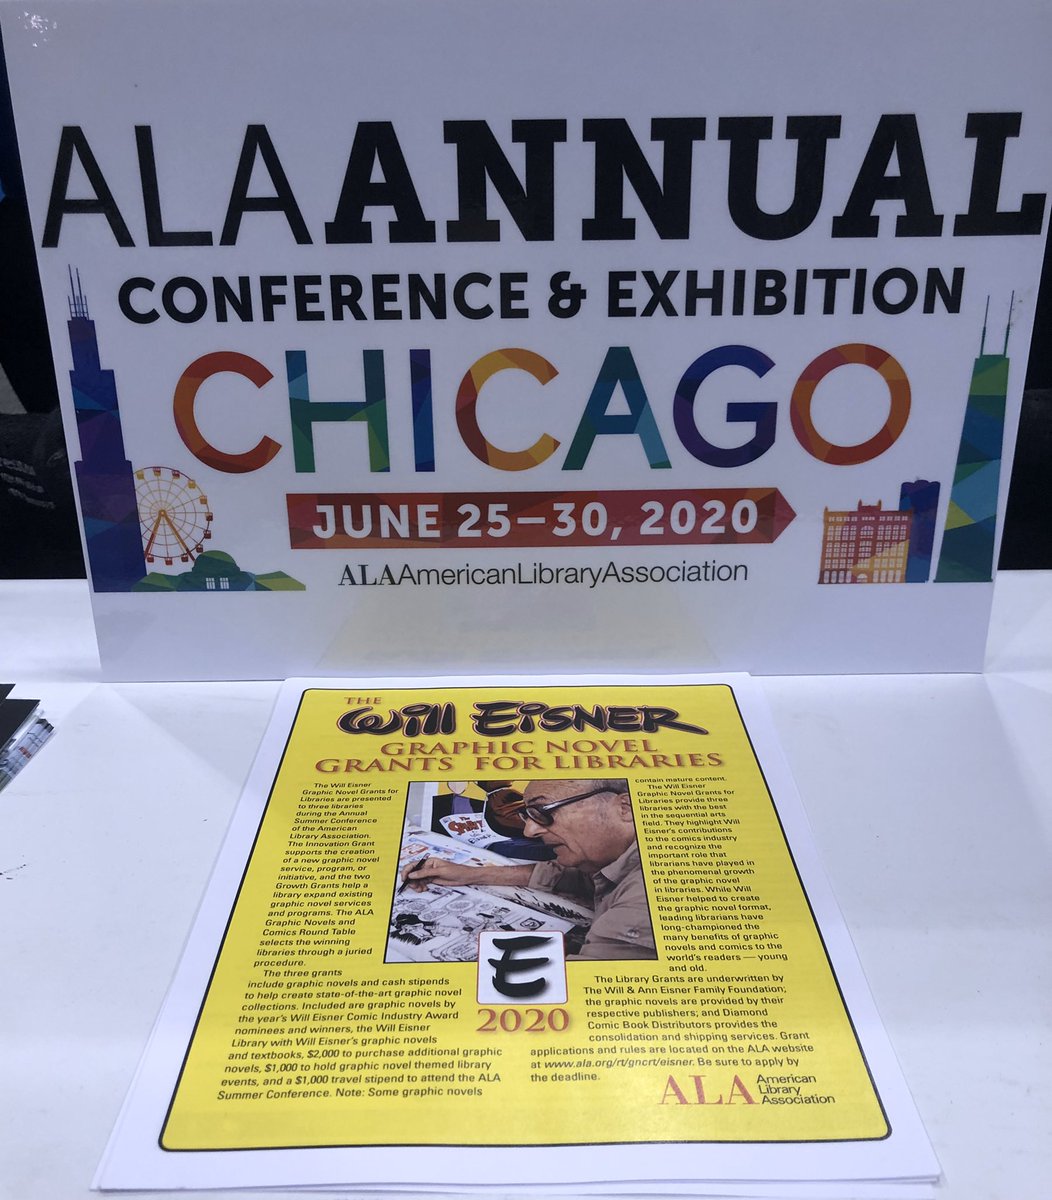 ALAANNUAL
CONFERENCE & EXHIBITION
CHICAGO
JUNE 25–30, 2020
ALAAmericanLibraryAssociation
THE
Will EISNER
GRAPHIC NOVEL
GRANTS FOR LIBRARIES
The Will Eisner
Graphic Novel Grants for
Libraries are presented
to three libraries
during the Annual
Summer Conference
of the American
Library Association.
The Innovation Grant
supports the creation
of a new graphic novel
service, program, or
initiative, and the two
Growth Grants help a
library expand existing
graphic novel services
and programs. The ALA
Graphic Novels and
Comics Round Table
selects the winning
libraries through a juried
procedure.
The three grants
include graphic novels and cash stipends
to help create state-of-the-art graphic novel
collections. Included are graphic novels by
the year's Will Eisner Comic Industry Award
nominees and winners, the Will Eisner
Library with Will Eisner's graphic novels
and textbooks, $2,000 to purchase additional graphic
novels, $1,000 to hold graphic novel themed library
events, and a $1,000 travel stipend to attend the ALA
Summer Conference. Note: Some graphic novels
contain mature content.
The Will Eisner
Graphic Novel Grants for
Libraries provide three
libraries with the best
in the sequential arts
field. They highlight Will
Eisner's contributions
to the comics industry
and recognize the
important role that
librarians have played in
the phenomenal growth
of the graphic novel
in libraries. While Will
Eisner helped to create
the graphic novel format,
leading librarians have
long-championed the
many benefits of graphic
novels and comics to the
world's readers — young
and old.
The Library Grants are underwritten by
The Will & Ann Eisner Family Foundation;
the graphic novels are provided by their
respective publishers; and Diamond
Comic Book Distributors provides the
consolidation and shipping services. Grant
applications and rules are located on the ALA website
at www.ala.org/rt/gncrt/eisner. Be sure to apply by
the deadline.
The SPIRIT
E
2020
ALA American
Library
Association